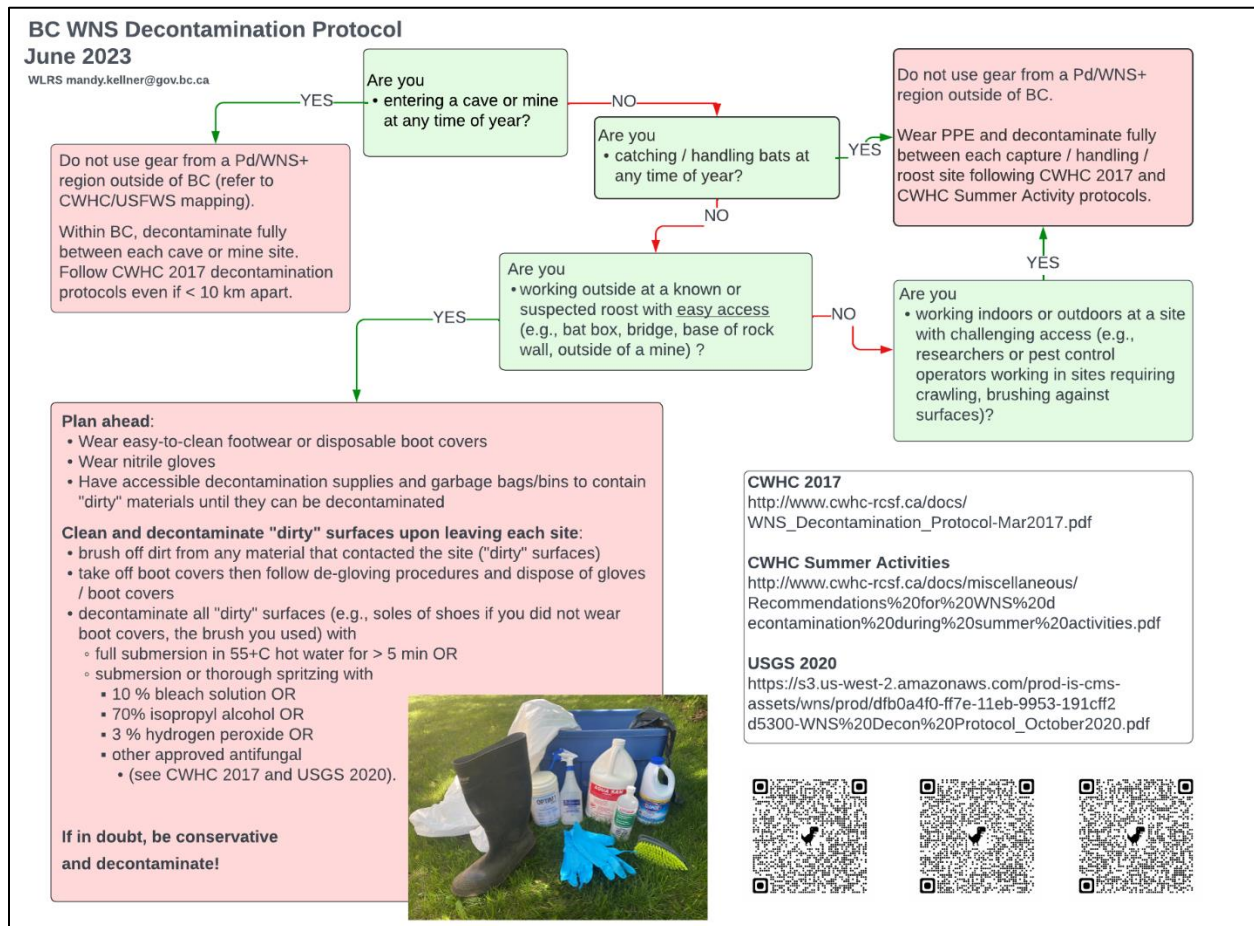 BC WNS Decontamination Protocol
June 2023
WLRS mandy.kellner@gov.bc.ca
Are you
• entering a cave or mine
at any time of year?
YES
NO
Do not use gear from a Pd/WNS+
region outside of BC (refer to
CWHC/USFWS mapping).
Within BC, decontaminate fully
between each cave or mine site.
Follow CWHC 2017 decontamination
protocols even if < 10 km apart.
Are you
• catching / handling bats at
any time of year?
YES
NO
Do not use gear from a Pd/WNS+
region outside of BC.
Wear PPE and decontaminate fully
between each capture / handling /
roost site following CWHC 2017 and
CWHC Summer Activity protocols.
Are you
• working outside at a known or
suspected roost with easy access
(e.g., bat box, bridge, base of rock
wall, outside of a mine) ?
YES
NO
YES
Are you
• working indoors or outdoors at a site
with challenging access (e.g.,
researchers or pest control
operators working in sites requiring
crawling, brushing against
surfaces)?
Plan ahead:
• Wear easy-to-clean footwear or disposable boot covers
• Wear nitrile gloves
• Have accessible decontamination supplies and garbage bags/bins to contain
"dirty" materials until they can be decontaminated
Clean and decontaminate "dirty" surfaces upon leaving each site:
• brush off dirt from any material that contacted the site ("dirty" surfaces)
• take off boot covers then follow de-gloving procedures and dispose of gloves
/ boot covers
• decontaminate all "dirty" surfaces (e.g., soles of shoes if you did not wear
boot covers, the brush you used) with
◦ full submersion in 55+C hot water for > 5 min OR
◦ submersion or thorough spritzing with
▪ 10 % bleach solution OR
▪ 70% isopropyl alcohol OR
▪ 3 % hydrogen peroxide OR
▪ other approved antifungal
• (see CWHC 2017 and USGS 2020).
If in doubt, be conservative
and decontaminate!
CWHC 2017
http://www.cwhc-rcsf.ca/docs/
WNS_Decontamination_Protocol-Mar2017.pdf
CWHC Summer Activities
http://www.cwhc-rcsf.ca/docs/miscellaneous/
Recommendations%20for%20WNS%20d
econtamination%20during%20summer%20activities.pdf
USGS 2020
https://s3.us-west-2.amazonaws.com/prod-is-cms-
assets/wns/prod/dfb0a4f0-ff7e-11eb-9953-191cff2
d5300-WNS%20Decon%20Protocol_October2020.pdf